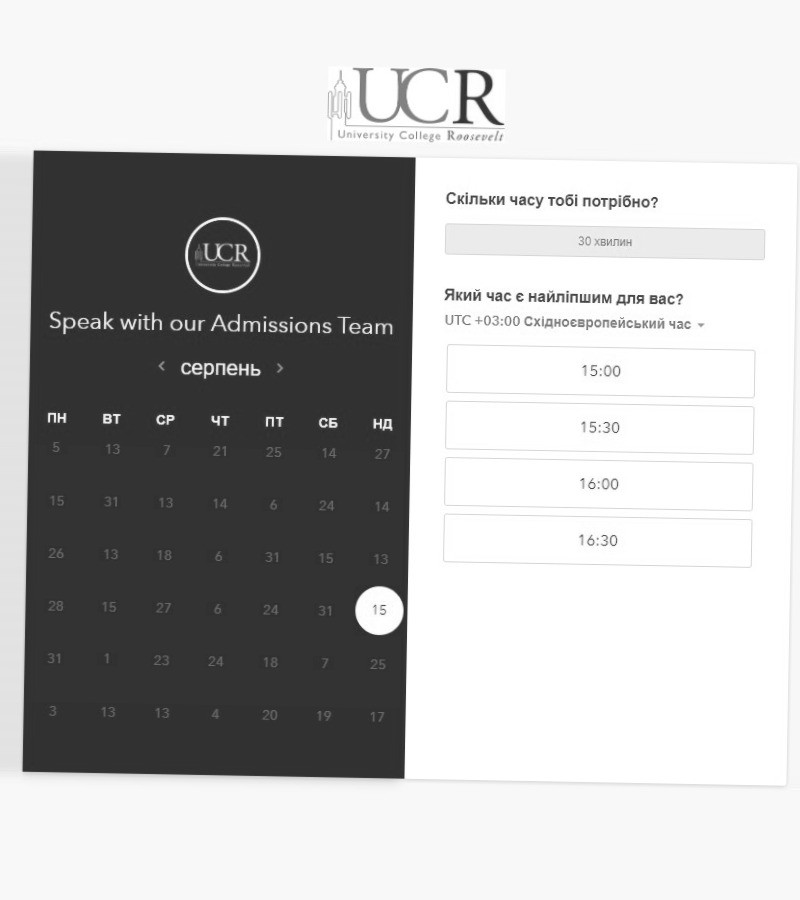 UCR
University College Roosevelt
UCR
Speak with our Admissions Team
серпень
ПН ВТ СР ЧТ ПТ СБ НД
5 13 7 21 25 14 27
15 31 13 14 6 24 14
26 13 18 6 31 15 13
28 15 27 6 24 31 15
31 1 23 24 18 7 25
3 13 13 4 20 19 17
Скільки часу тобі потрібно?
30 хвилин
Який час є найліпшим для вас?
UTC +03:00 Східноєвропейський час
15:00
15:30
16:00
16:30